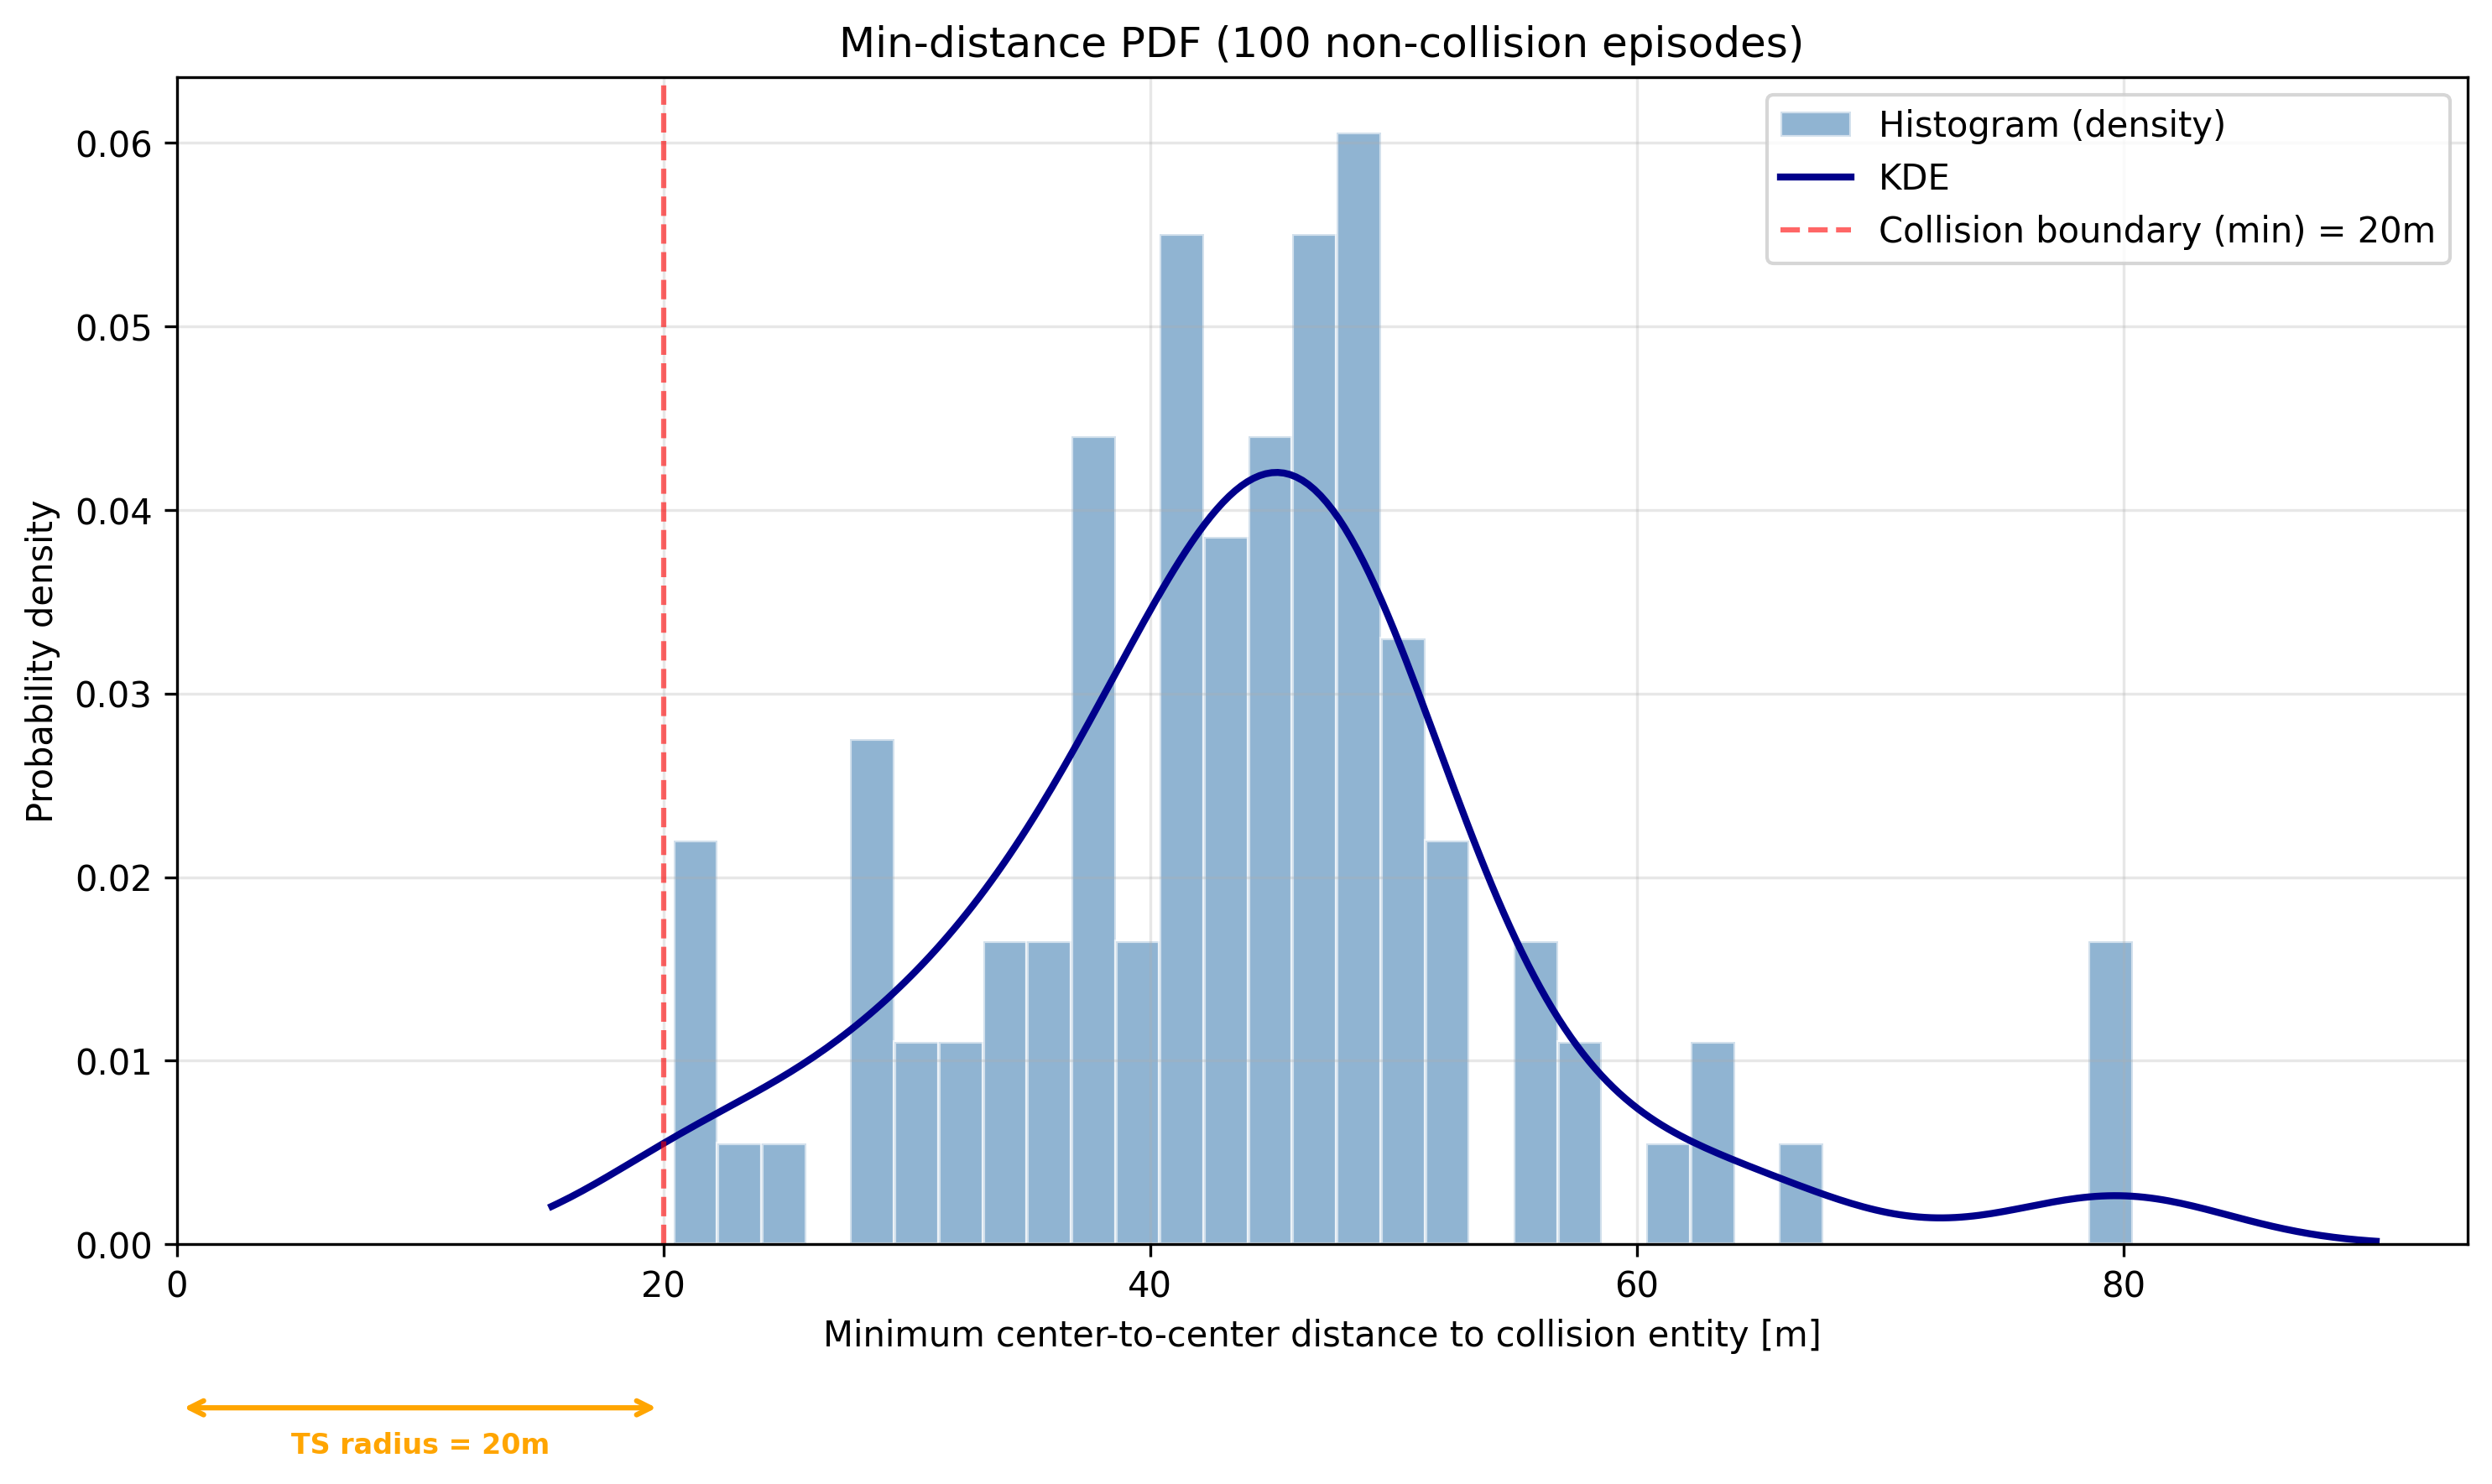 Min-distance PDF (100 non-collision episodes)
Histogram (density)
KDE
Collision boundary (min) = 20m
Probability density
0.06
0.05
0.04
0.03
0.02
0.01
0.00
0 20 40 60 80
Minimum center-to-center distance to collision entity [m]
TS radius = 20m